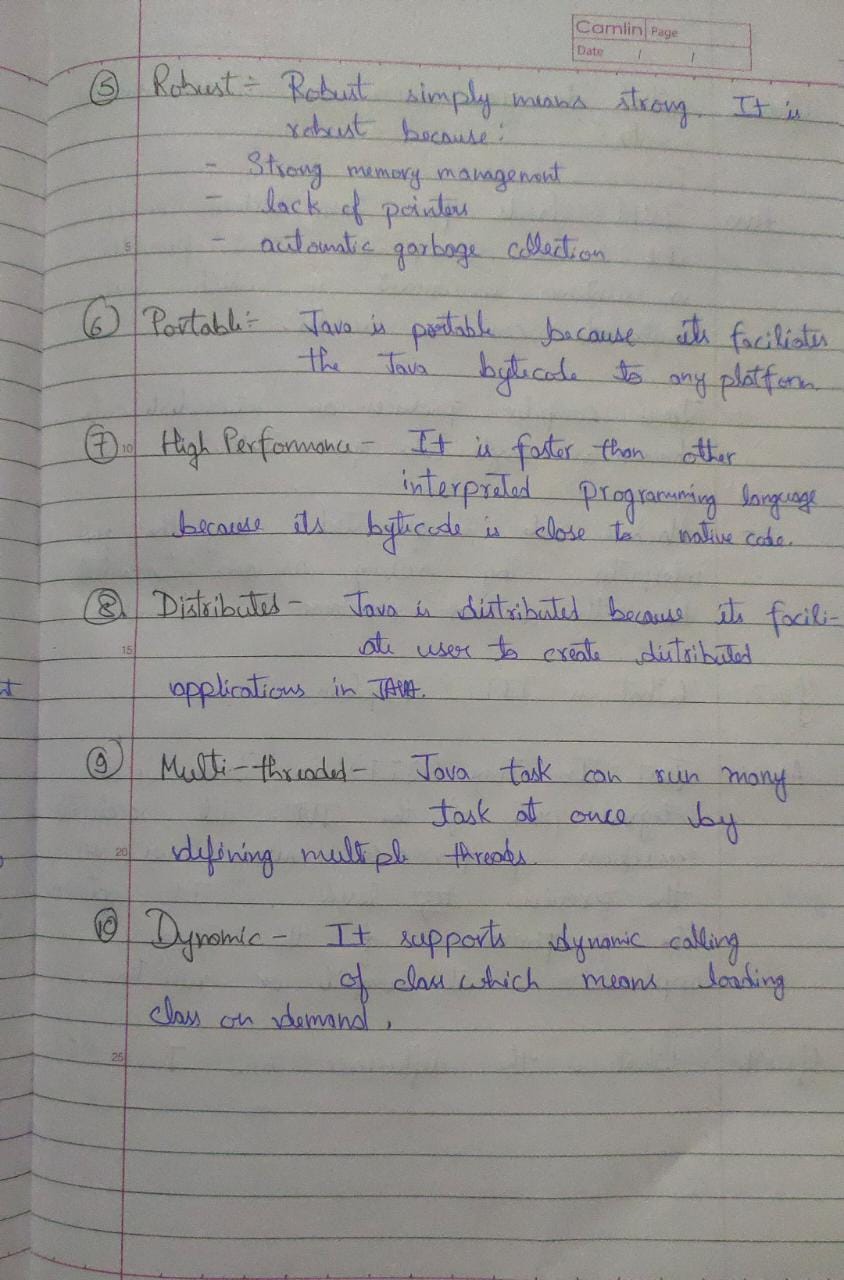 Camlin Page
Date / /
⑤ Robust :- Robust simply means strong. It is
robust because :
- Strong memory management
- lack of pointers
- automatic garbage collection
5
⑥ Portable :- Java is portable because its faciliates
the Java bytecode to any platform.
⑦ 10 High Performance - It is faster than other
interpreted programming language
because its bytecode is close to native code.
⑧ Distributed - Java is distributed because its facili-
15 ate user to create distributed
applications in JAVA.
⑨ Multi-threaded - Java task can run many
task at once by
20 defining multiple threads.
⑩ Dynamic - It supports dynamic calling
of class which means loading
class on demand.
25